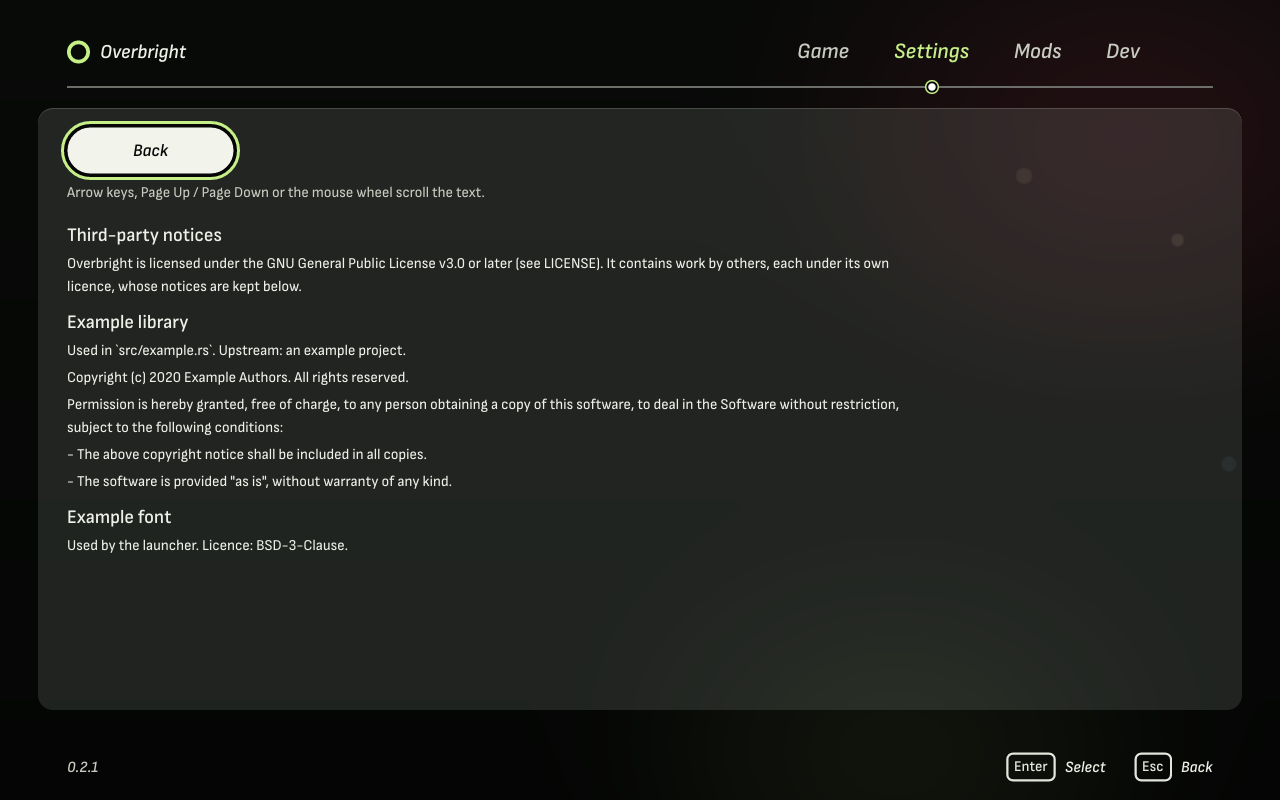 Overbright
Game Settings Mods Dev
Back
Arrow keys, Page Up / Page Down or the mouse wheel scroll the text.
Third-party notices
Overbright is licensed under the GNU General Public License v3.0 or later (see LICENSE). It contains work by others, each under its own
licence, whose notices are kept below.
Example library
Used in `src/example.rs`. Upstream: an example project.
Copyright (c) 2020 Example Authors. All rights reserved.
Permission is hereby granted, free of charge, to any person obtaining a copy of this software, to deal in the Software without restriction,
subject to the following conditions:
- The above copyright notice shall be included in all copies.
- The software is provided "as is", without warranty of any kind.
Example font
Used by the launcher. Licence: BSD-3-Clause.
0.2.1
Enter Select Esc Back